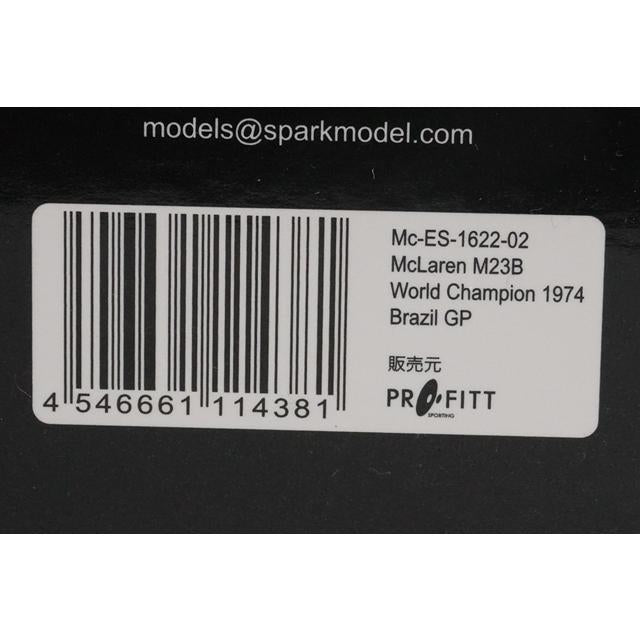 models@sparkmodel.com
Mc-ES-1622-02
McLaren M23B
World Champion 1974
Brazil GP
販売元
PROFITT
SPORTING
4 546661 114381